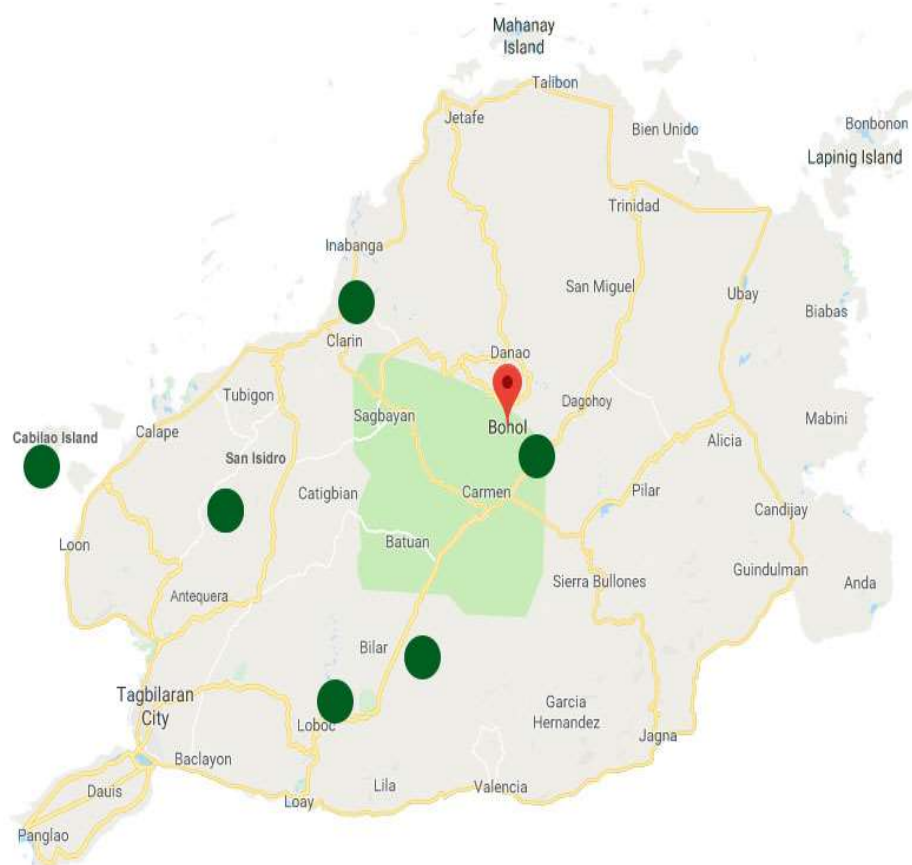 Mahanay
Island
Talibon
Jetafe
Bien Unido
Bonbonon
Lapinig Island
Trinidad
Inabanga
San Miguel
Ubay
Biabas
Clarin
Danao
Tubigon
Sagbayan
Dagohoy
Bohol
Mabini
Calape
Cabilao Island
San Isidro
Alicia
Catigbian
Carmen
Pilar
Candijay
Loon
Batuan
Guindulman
Sierra Bullones
Anda
Antequera
Bilar
Tagbilaran
City
Garcia
Hernandez
Loboc
Jagna
Baclayon
Lila
Valencia
Dauis
Loay
Panglao